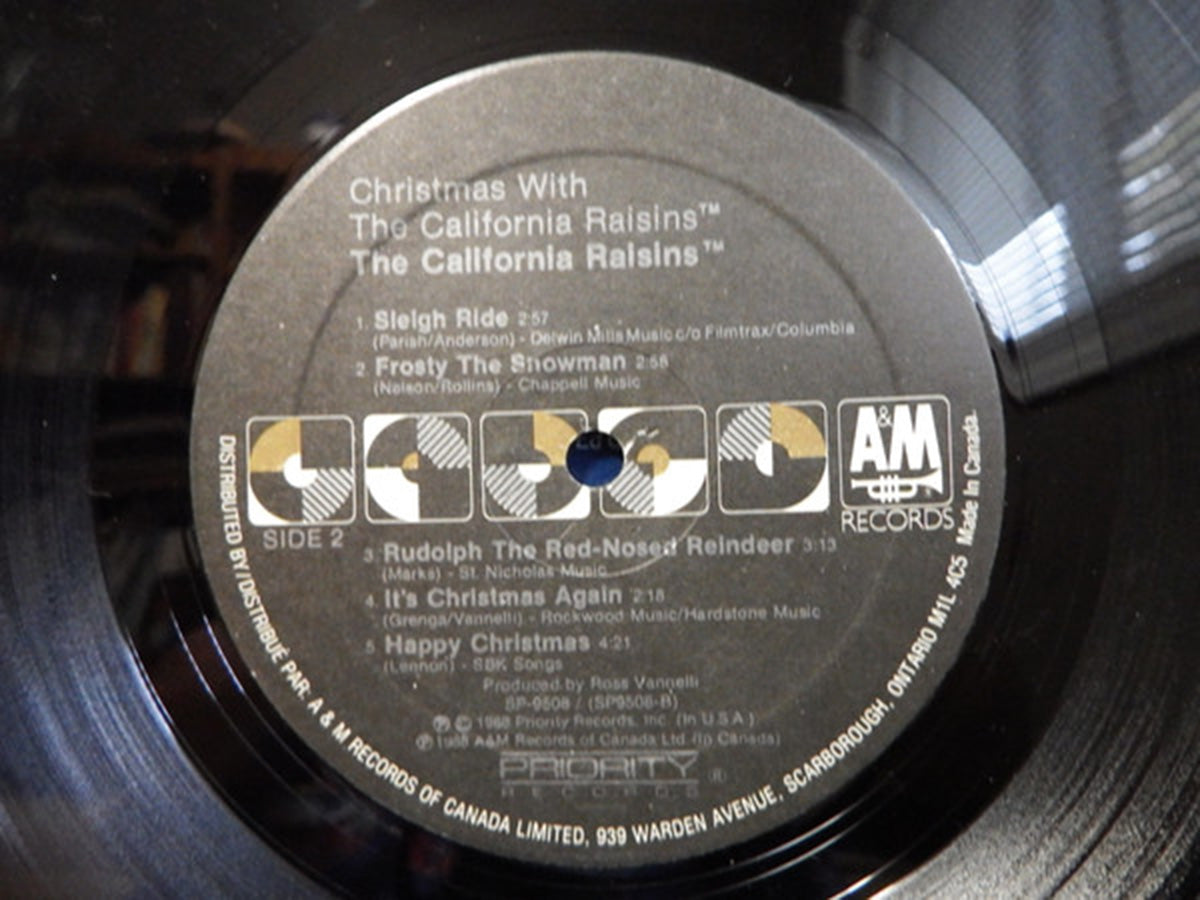 Christmas With
The California Raisins™
The California Raisins™
1. Sleigh Ride 2:57
(Parish/Anderson) - Delwin Mills Music c/o Filmtrax/Columbia
2. Frosty The Snowman 2:56
(Nelson/Rollins) - Chappell Music
A&M
RECORDS
SIDE 2
3. Rudolph The Red-Nosed Reindeer 3:13
(Marks) - St. Nicholas Music
4. It's Christmas Again 2:18
(Grenga/Vannelli) - Rockwood Music/Hardstone Music
5. Happy Christmas 4:21
(Lennon) - SBK Songs
Produced by Ross Vannelli
SP-9508 / (SP9508-B)
℗ © 1988 Priority Records, Inc. (In U.S.A.)
℗ 1988 A&M Records of Canada Ltd. (In Canada)
PRIORITY ®
RECORDS
DISTRIBUTED BY/DISTRIBUÉ PAR: A & M RECORDS OF CANADA LIMITED, 939 WARDEN AVENUE, SCARBOROUGH, ONTARIO M1L 4C5 Made In Canada.